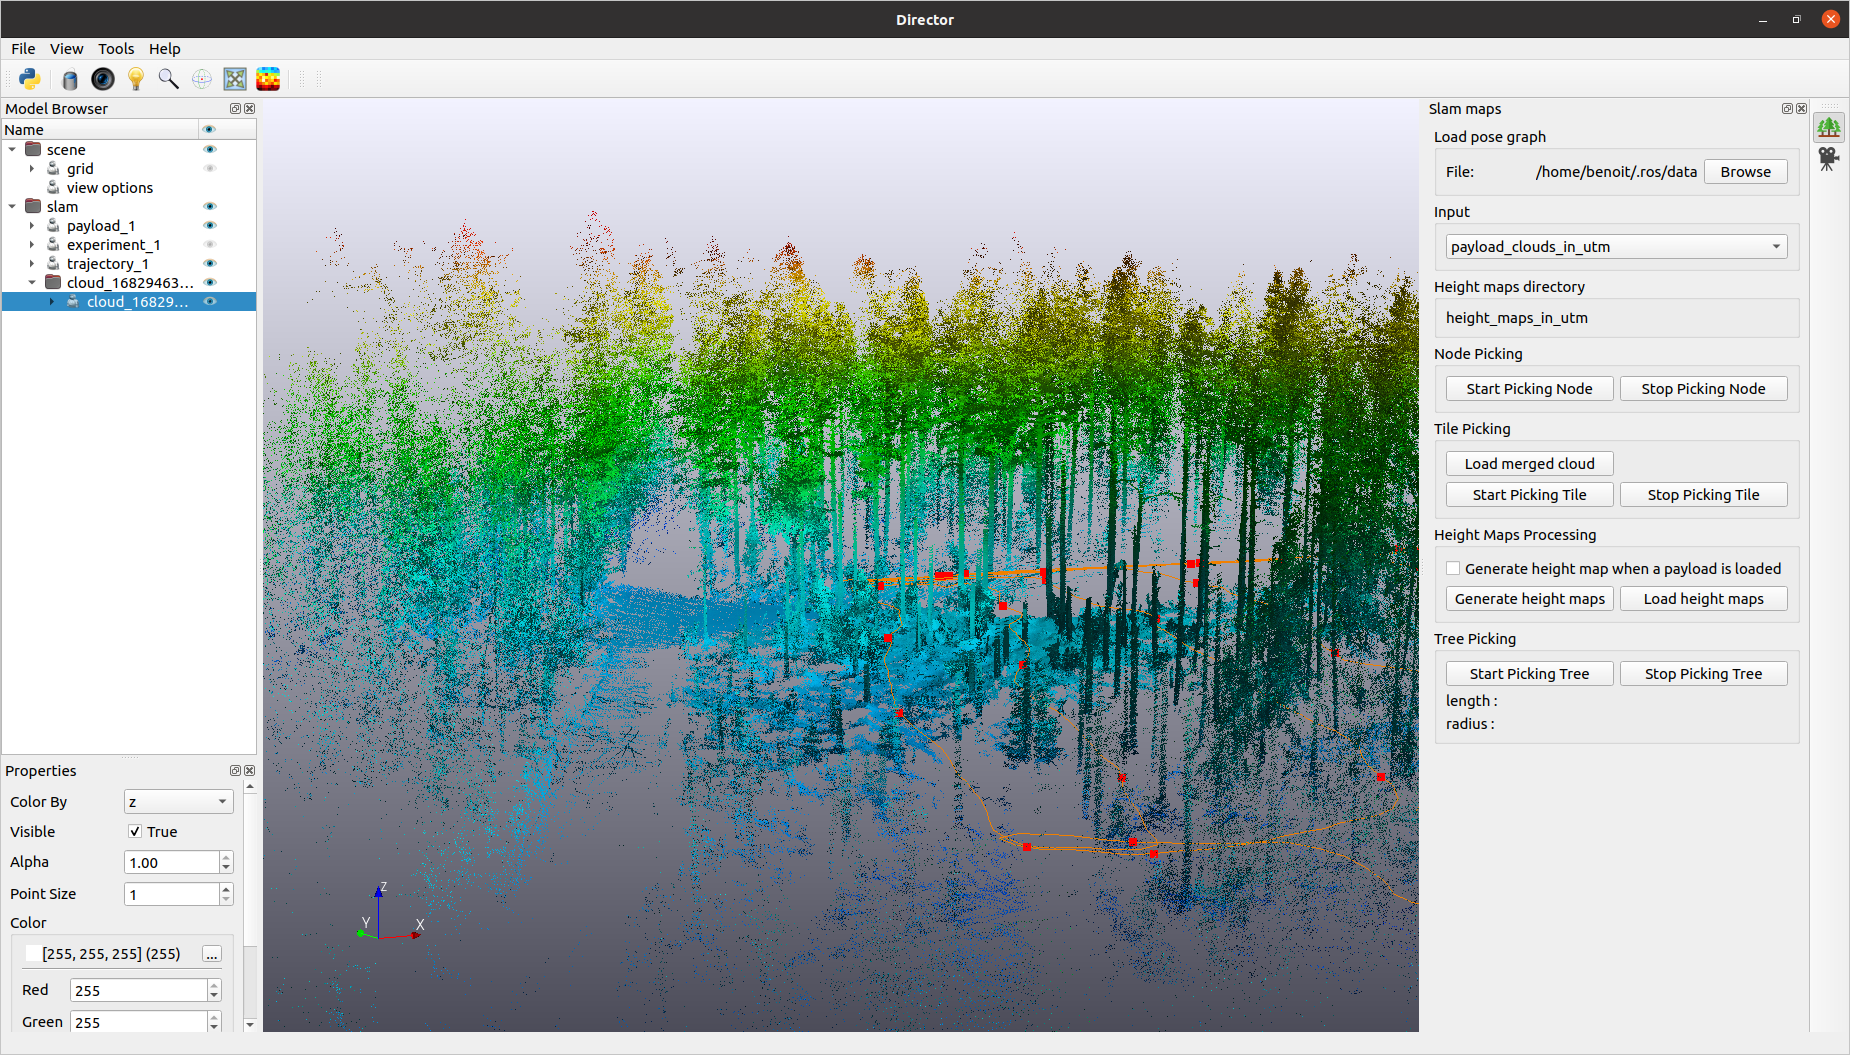 Director
File View Tools Help
Model Browser
Name
scene
grid
view options
slam
payload_1
experiment_1
trajectory_1
cloud_16829463...
cloud_16829...
Properties
Color By z
Visible True
Alpha 1.00
Point Size 1
Color
[255, 255, 255] (255) ...
Red 255
Green 255
Z
Y
X
Slam maps
Load pose graph
File: /home/benoit/.ros/data Browse
Input
payload_clouds_in_utm
Height maps directory
height_maps_in_utm
Node Picking
Start Picking Node Stop Picking Node
Tile Picking
Load merged cloud
Start Picking Tile Stop Picking Tile
Height Maps Processing
Generate height map when a payload is loaded
Generate height maps Load height maps
Tree Picking
Start Picking Tree Stop Picking Tree
length :
radius :